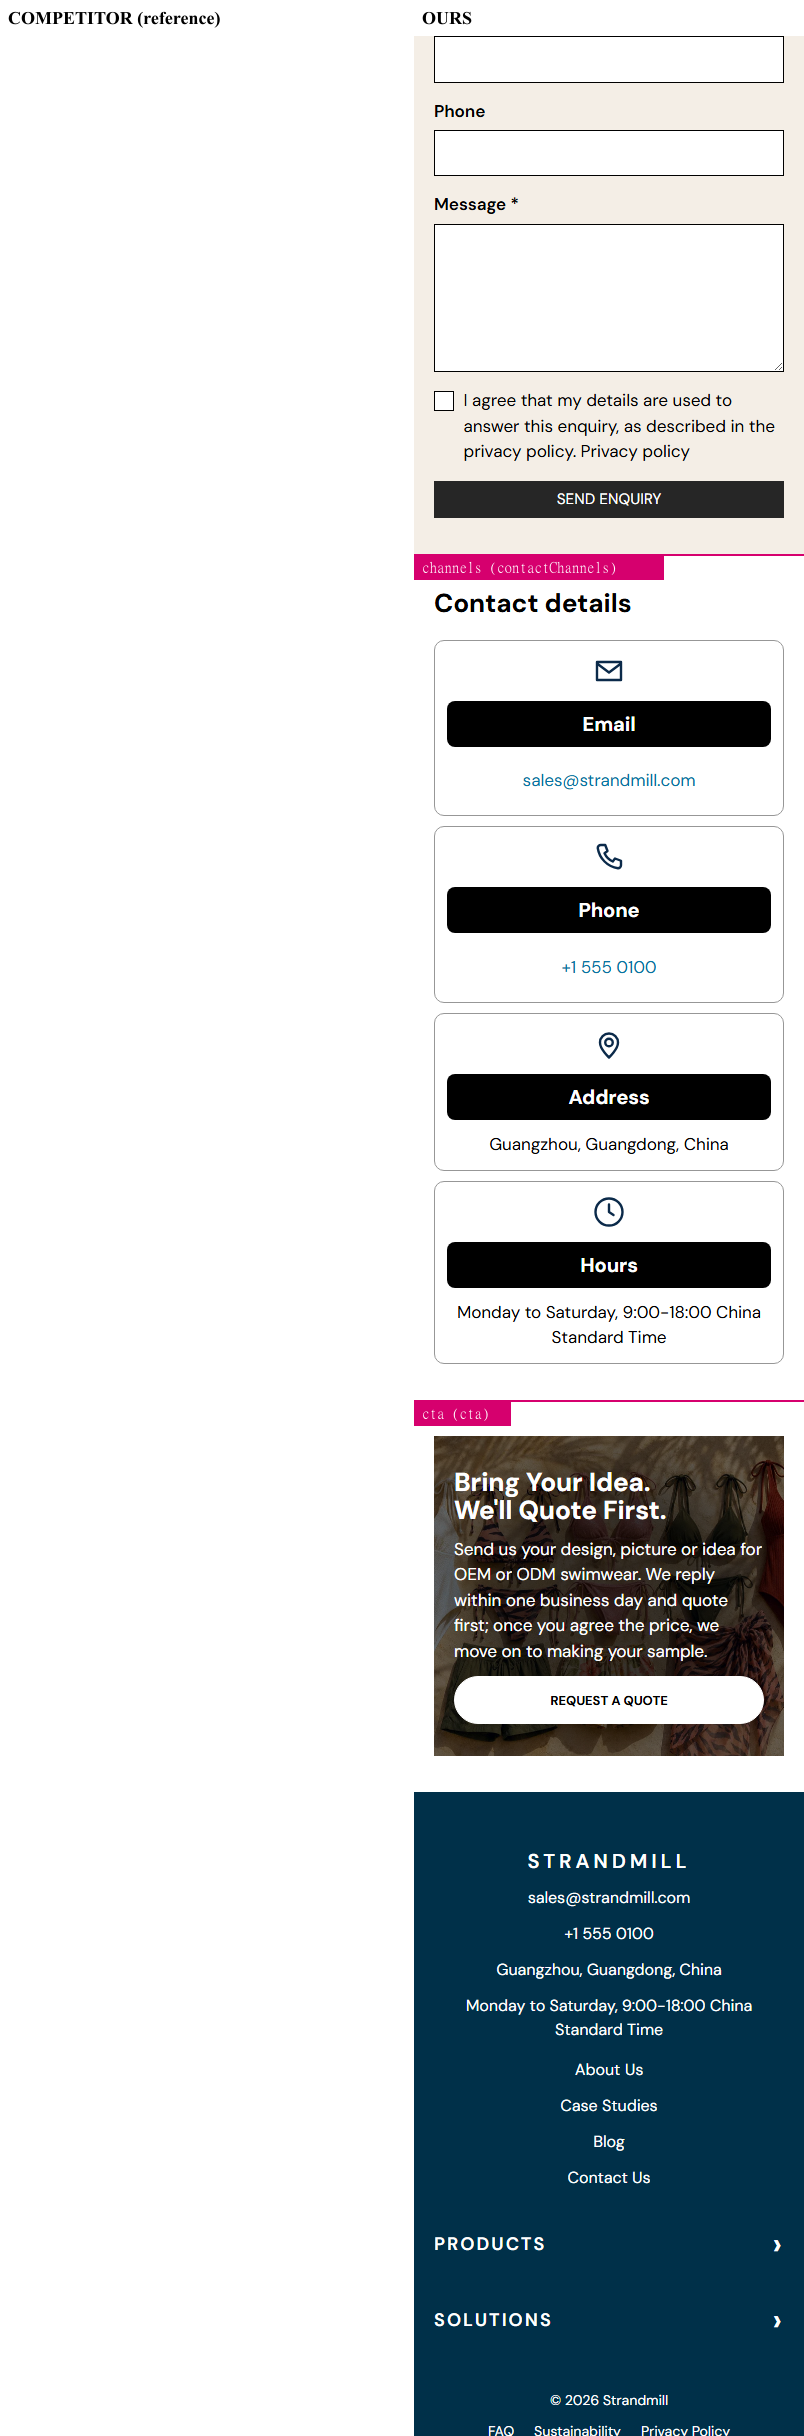 COMPETITOR (reference)
OURS
Phone
Message *
I agree that my details are used to
answer this enquiry, as described in the
privacy policy. Privacy policy
SEND ENQUIRY
channels (contactChannels)
Contact details
Email
sales@strandmill.com
Phone
+1 555 0100
Address
Guangzhou, Guangdong, China
Hours
Monday to Saturday, 9:00-18:00 China
Standard Time
cta (cta)
Bring Your Idea.
We'll Quote First.
Send us your design, picture or idea for
OEM or ODM swimwear. We reply
within one business day and quote
first; once you agree the price, we
move on to making your sample.
REQUEST A QUOTE
STRANDMILL
sales@strandmill.com
+1 555 0100
Guangzhou, Guangdong, China
Monday to Saturday, 9:00-18:00 China
Standard Time
About Us
Case Studies
Blog
Contact Us
PRODUCTS
SOLUTIONS
© 2026 Strandmill
FAQ Sustainability Privacy Policy